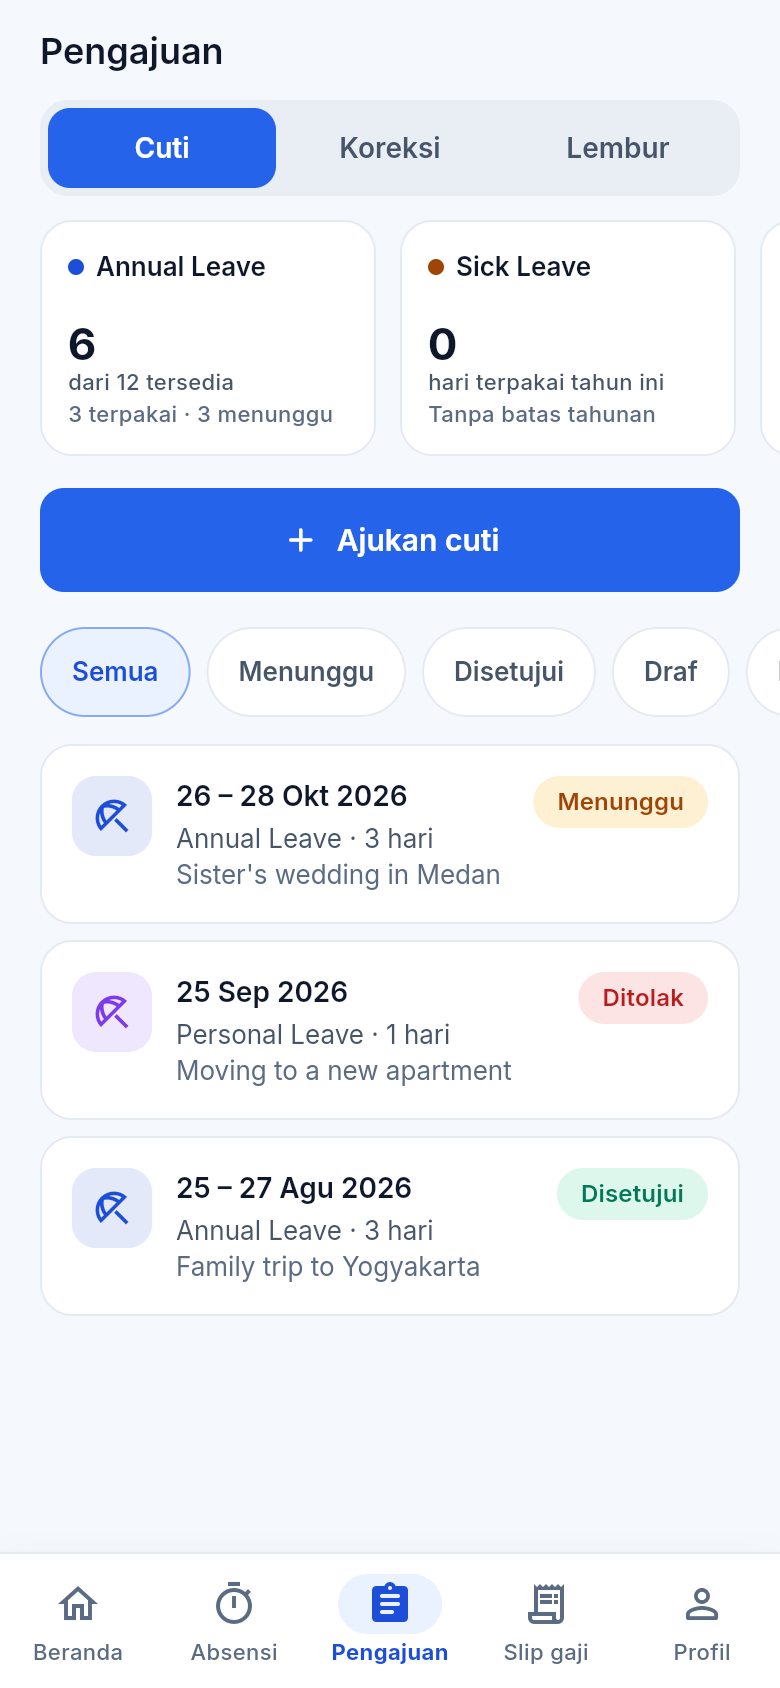 Pengajuan
Cuti
Koreksi
Lembur
Annual Leave
6
dari 12 tersedia
3 terpakai · 3 menunggu
Sick Leave
0
hari terpakai tahun ini
Tanpa batas tahunan
Ajukan cuti
Semua
Menunggu
Disetujui
Draf
26 – 28 Okt 2026
Menunggu
Annual Leave · 3 hari
Sister's wedding in Medan
25 Sep 2026
Ditolak
Personal Leave · 1 hari
Moving to a new apartment
25 – 27 Agu 2026
Disetujui
Annual Leave · 3 hari
Family trip to Yogyakarta
Beranda
Absensi
Pengajuan
Slip gaji
Profil